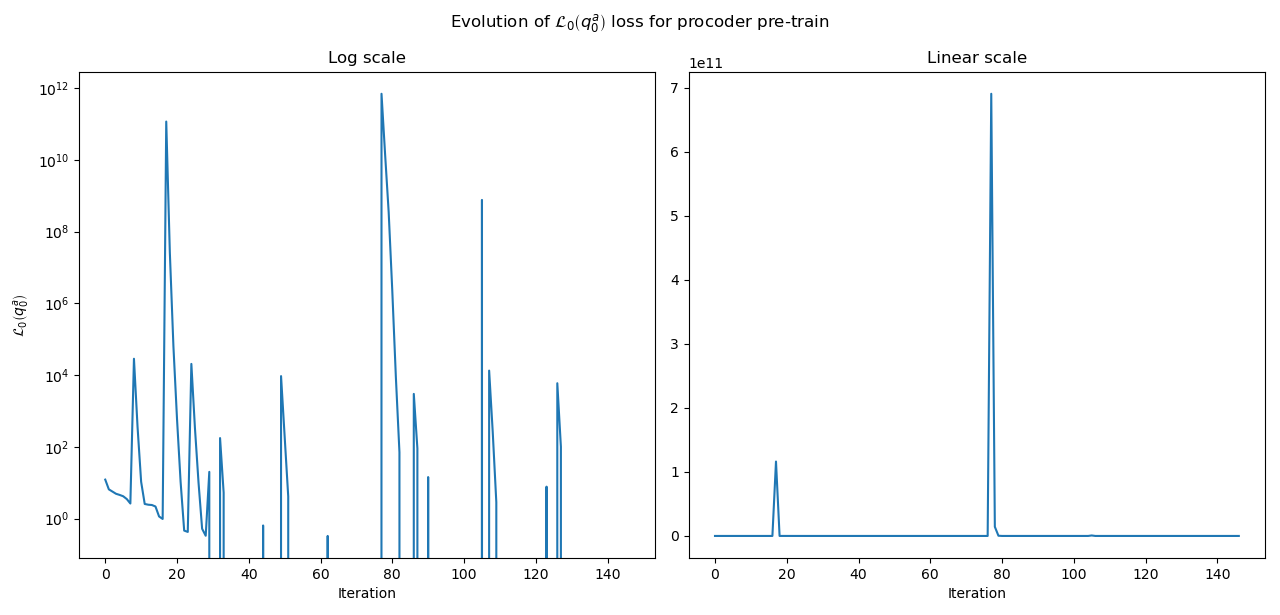 Evolution of ℒ₀(q₀ᵃ) loss for procoder pre-train
Log scale
ℒ₀(q₀ᵃ)
10¹²
10¹⁰
10⁸
10⁶
10⁴
10²
10⁰
0 20 40 60 80 100 120 140
Iteration
Linear scale
1e11
7
6
5
4
3
2
1
0
0 20 40 60 80 100 120 140
Iteration